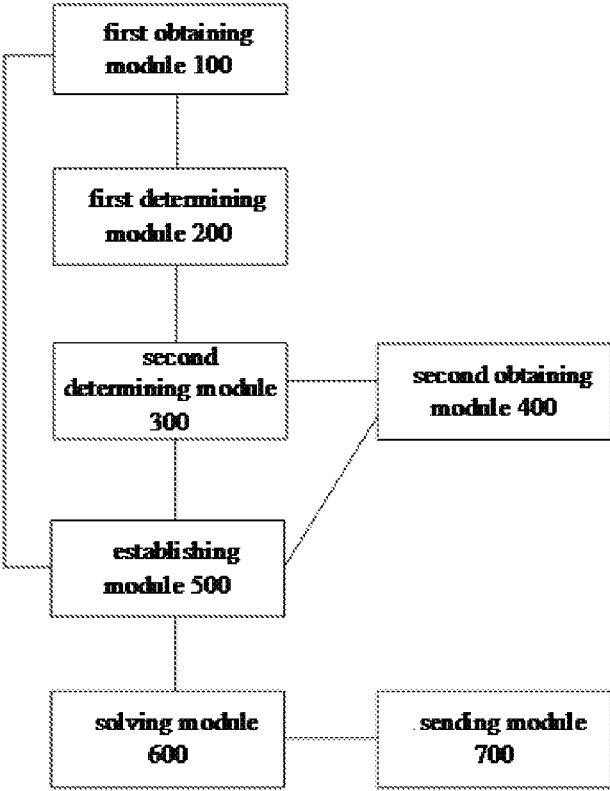 first obtaining
module 100
first determining
module 200
second
determining module
300
second obtaining
module 400
establishing
module 500
solving module
600
sending module
700